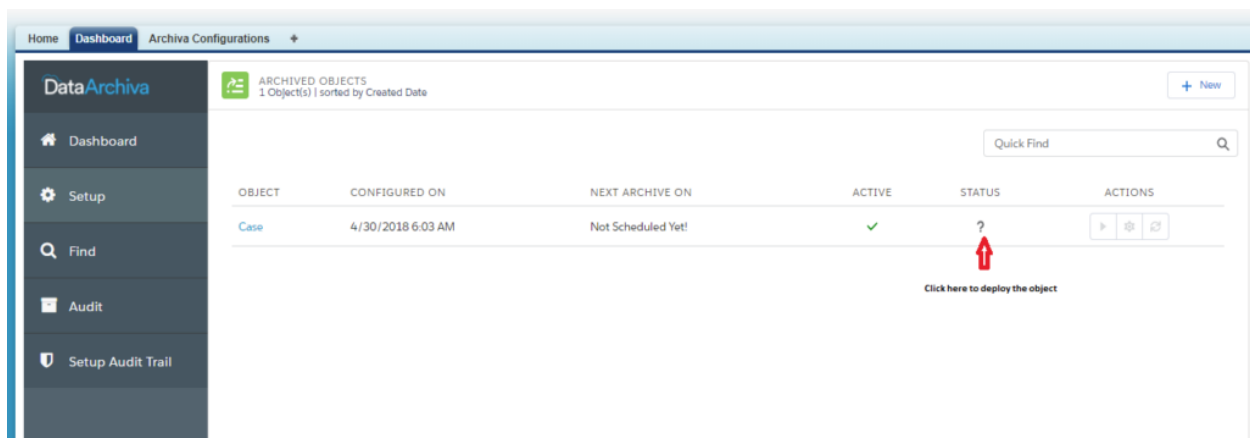 Home Dashboard Archiva Configurations +
DataArchiva
ARCHIVED OBJECTS
1 Object(s) | sorted by Created Date
+ New
Dashboard
Quick Find
Setup
OBJECT CONFIGURED ON NEXT ARCHIVE ON ACTIVE STATUS ACTIONS
Case 4/30/2018 6:03 AM Not Scheduled Yet! ?
Find
Click here to deploy the object
Audit
Setup Audit Trail